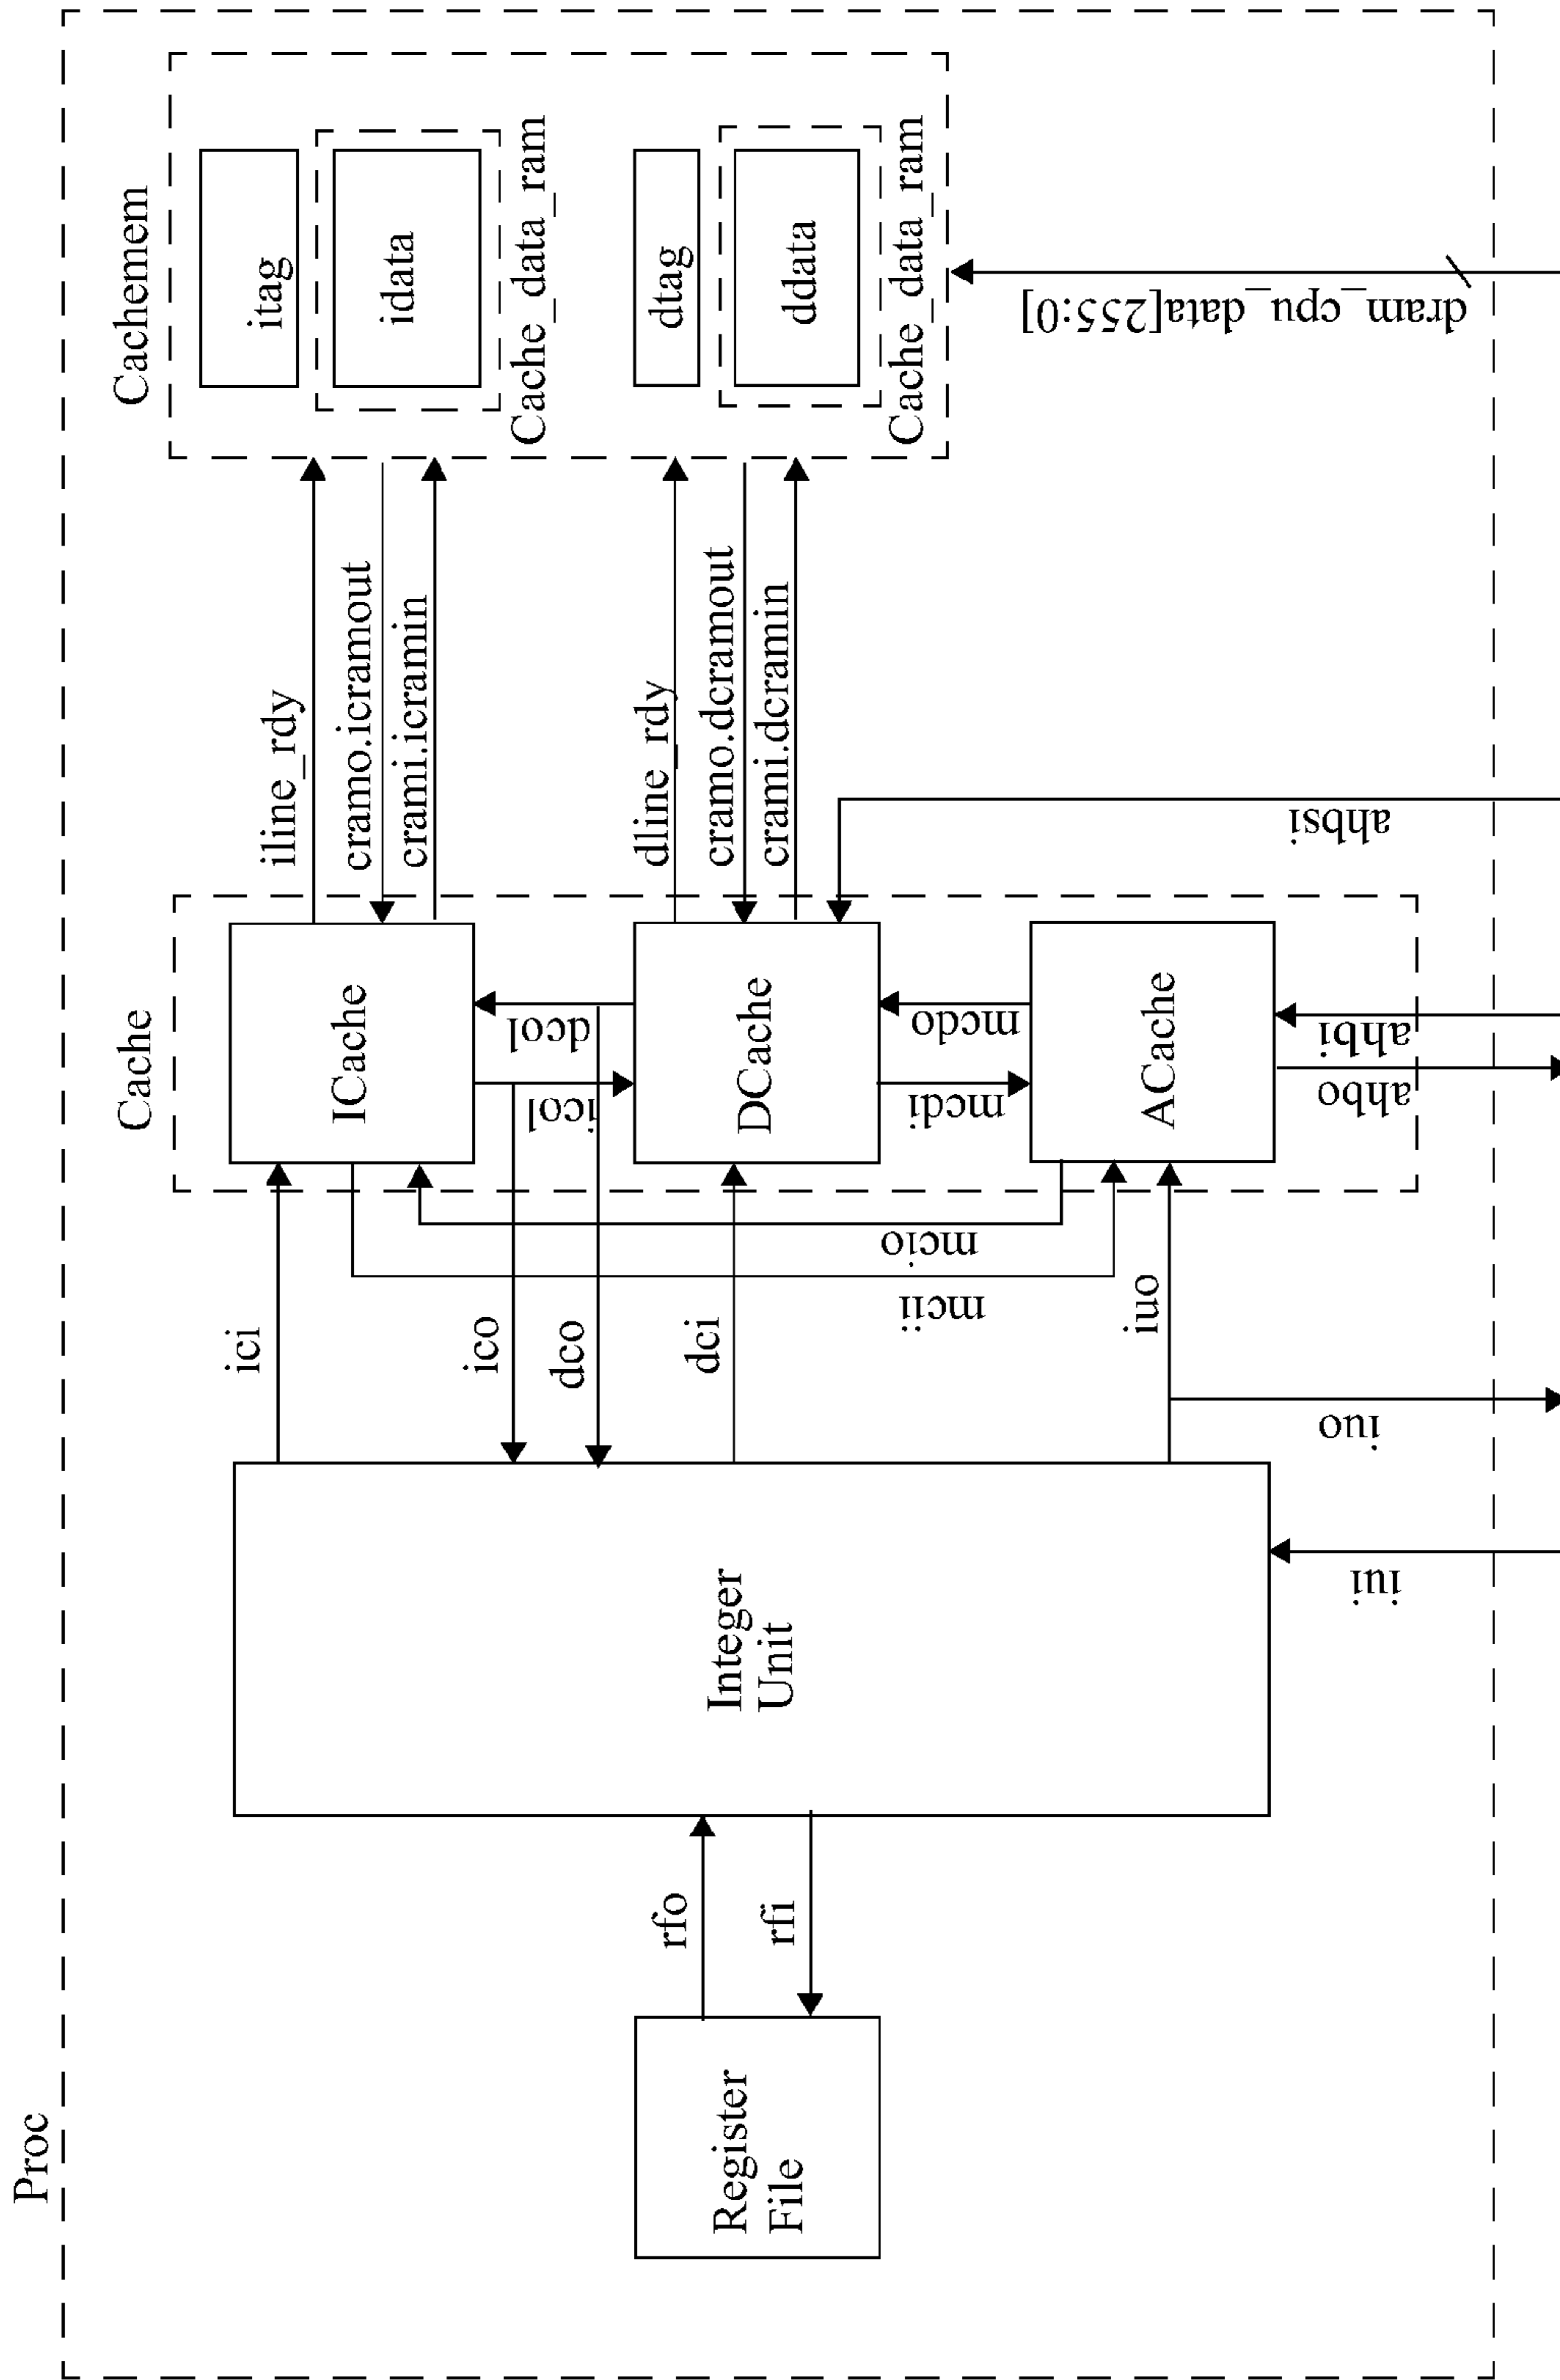 Proc
Cache
Cachemem
Register
File
rfo
rfi
Integer
Unit
ici
ico
dco
dci
iuo
iuo
iui
mcii
mcio
ICache
DCache
ACache
icol
dcol
mcdi
mcdo
ahbo
ahbi
ahbsi
iline_rdy
cramo.icramout
crami.icramin
dline_rdy
cramo.dcramout
crami.dcramin
itag
idata
Cache_data_ram
dtag
ddata
Cache_data_ram
dram_cpu_data[255:0]